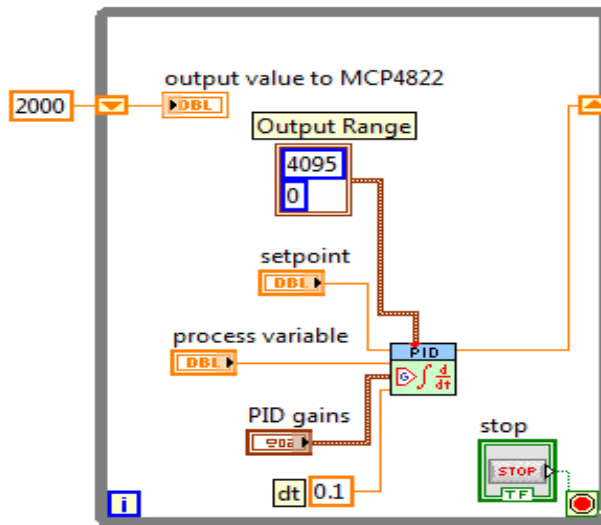 output value to MCP4822
2000
DBL
Output Range
4095
0
setpoint
DBL
process variable
DBL
PID
G ∫ d/dt
PID gains
stop
STOP
TF
dt 0.1
i